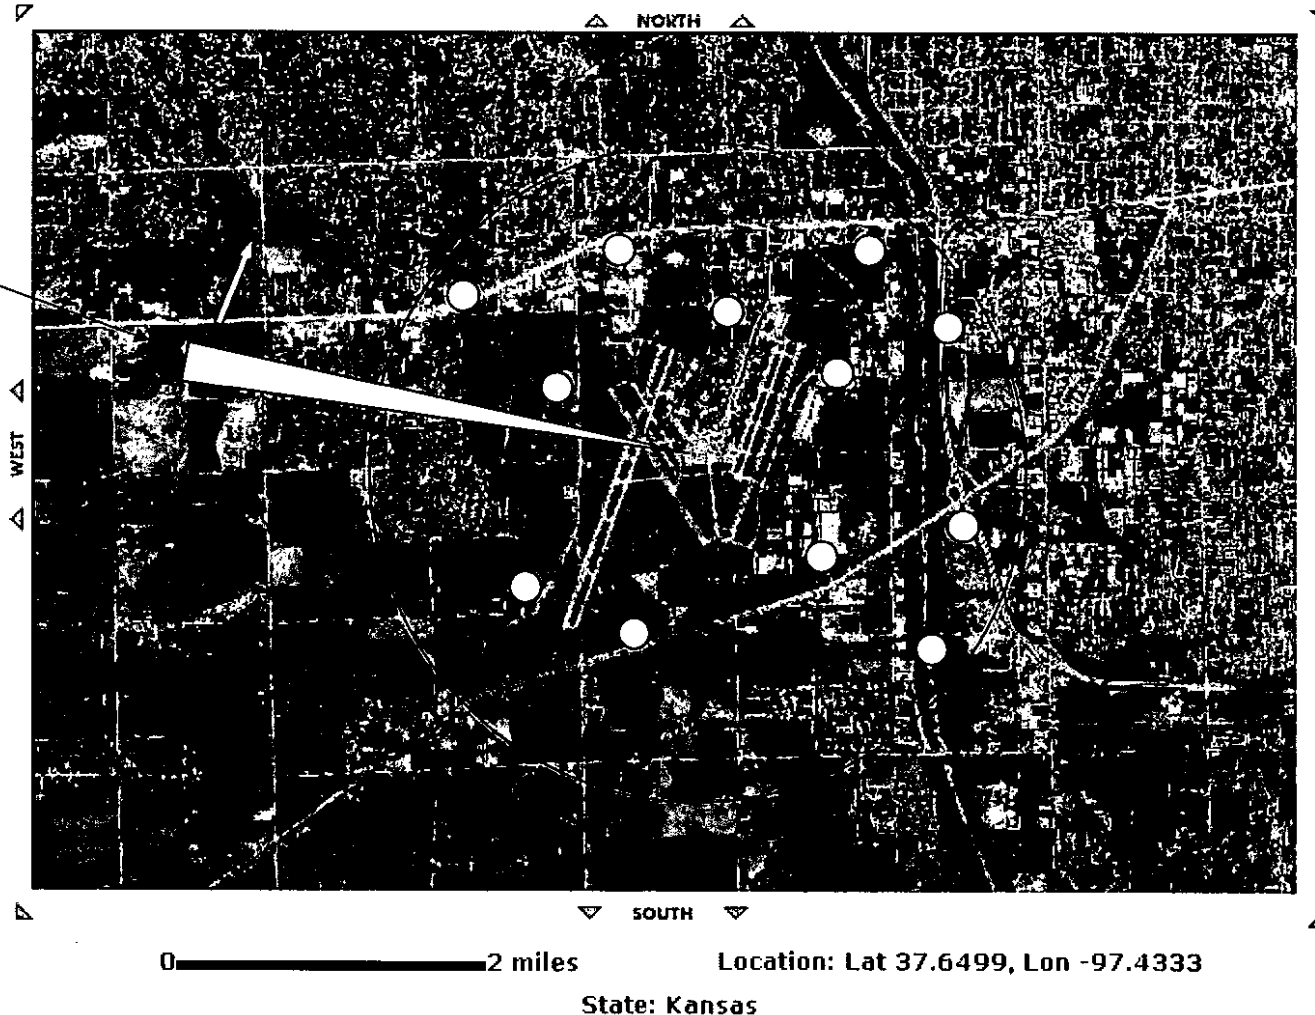 NORTH
WEST
SOUTH
0 2 miles
Location: Lat 37.6499, Lon -97.4333
State: Kansas